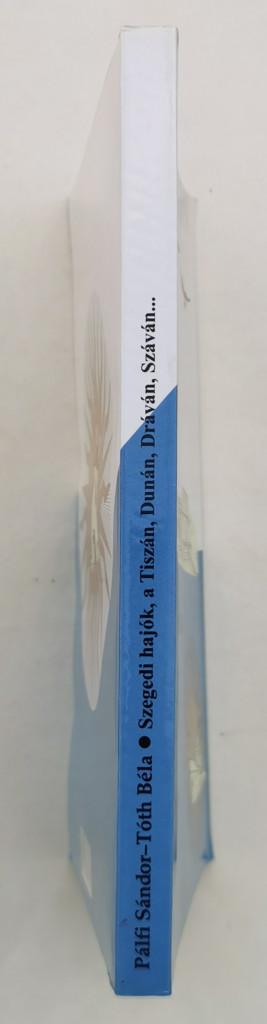 Pálfi Sándor–Tóth Béla ● Szegedi hajók, a Tiszán, Dunán, Dráván, Száván...